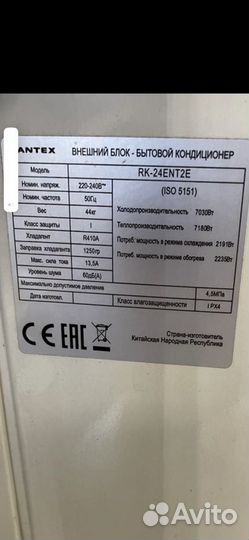 ANTEX
ВНЕШНИЙ БЛОК - БЫТОВОЙ КОНДИЦИОНЕР
Модель RK-24ENT2E
Номин. напряж. 220-240В~ (ISO 5151)
Номин. частота 50Гц
Вес 44кг
Класс защиты I
Хладагент R410A
Заправка хладагента 1250гр
Макс. сила тока 13,5А
Уровень шума 60дБ(А)
Холодопроизводительность 7030Вт
Теплопроизводительность 7180Вт
Потреб. мощность в режиме охлаждения 2191Вт
Потреб. мощность в режиме обогрева 2235Вт
Максимально допустимое давление 4,5МПа
Дата изготовл. Класс влагозащищенности IPX4
CE EAC
Страна-изготовитель
Китайская Народная Республика
Avito